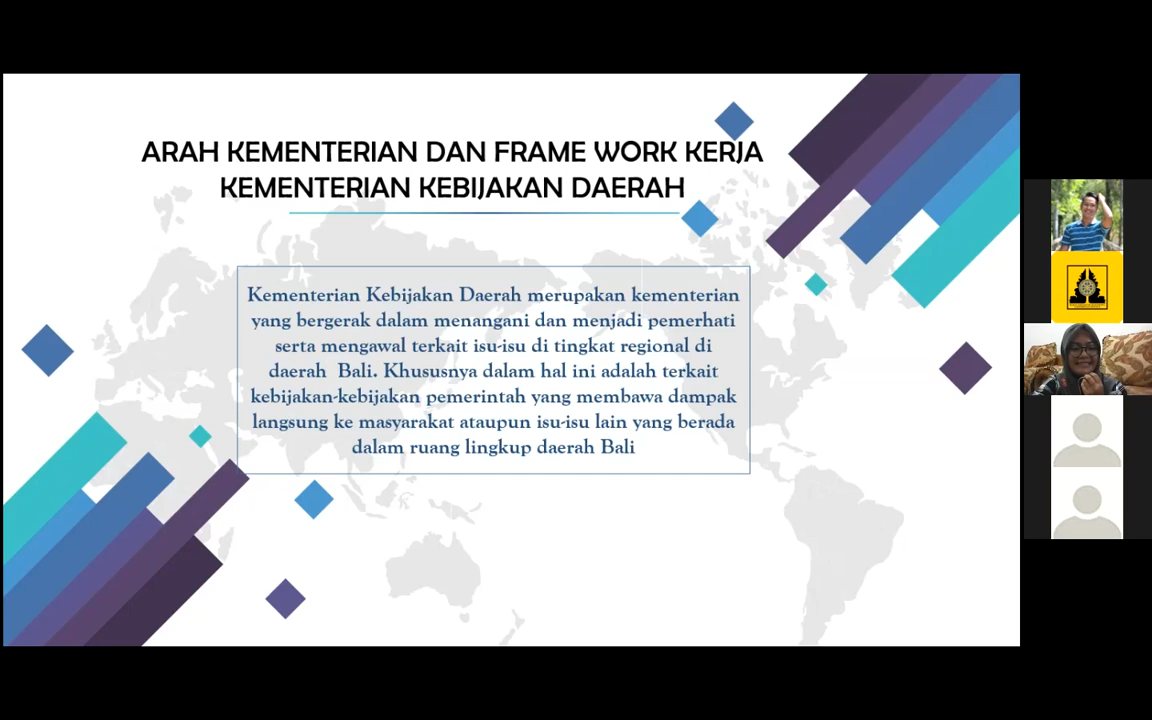 ARAH KEMENTERIAN DAN FRAME WORK KERJA
KEMENTERIAN KEBIJAKAN DAERAH
Kementerian Kebijakan Daerah merupakan kementerian
yang bergerak dalam menangani dan menjadi pemerhati
serta mengawal terkait isu-isu di tingkat regional di
daerah Bali. Khususnya dalam hal ini adalah terkait
kebijakan-kebijakan pemerintah yang membawa dampak
langsung ke masyarakat ataupun isu-isu lain yang berada
dalam ruang lingkup daerah Bali